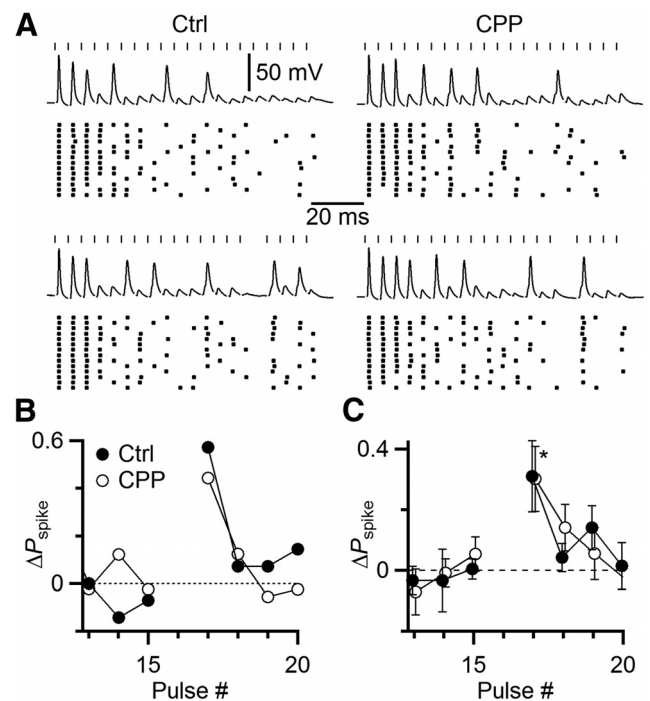 A
Ctrl
CPP
50 mV
20 ms
B
C
0.6
Ctrl
CPP
ΔPspike
0
15
20
Pulse #
0.4
*
ΔPspike
0
15
20
Pulse #